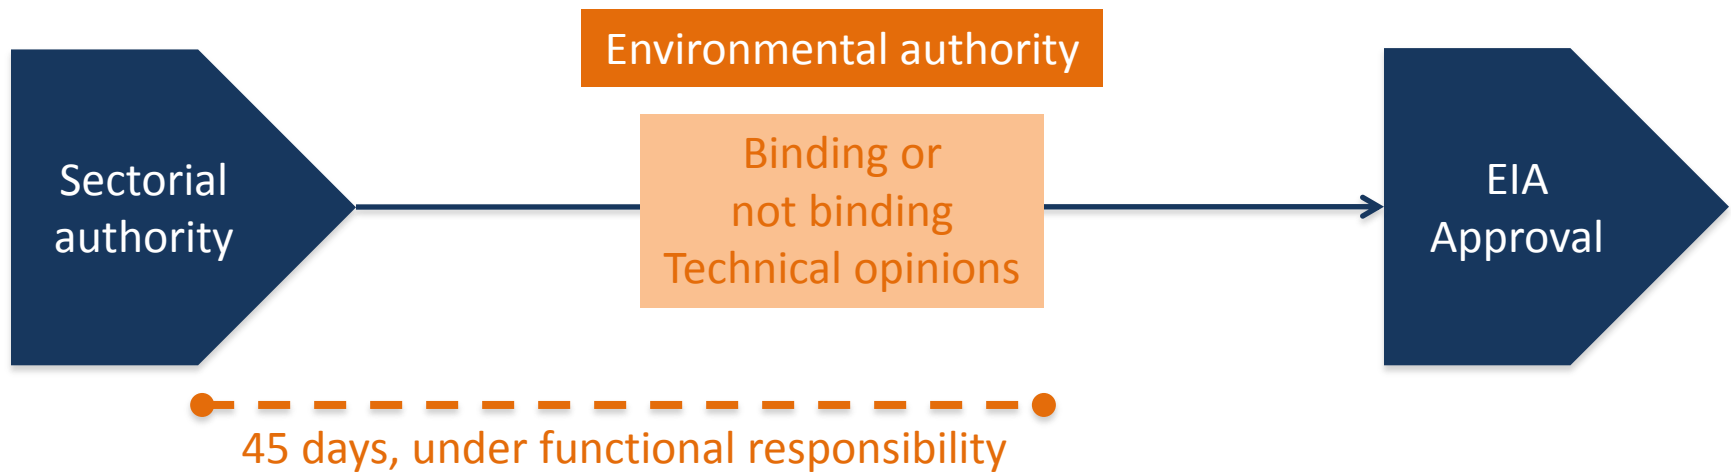 Environmental authority
Sectorial
authority
Binding or
not binding
Technical opinions
EIA
Approval
45 days, under functional responsibility